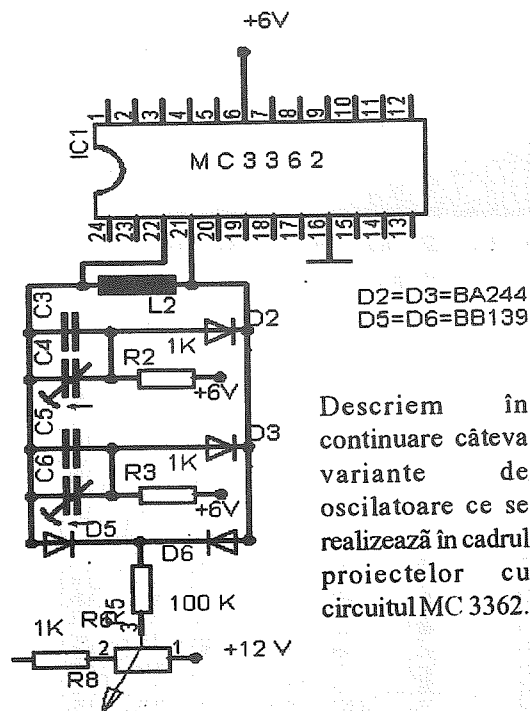 +6V
1 2 3 4 5 6 7 8 9 10 11 12
IC1
MC3362
24 23 22 21 20 19 18 17 16 15 14 13
C3
L2
D2
D2=D3=BA244
D5=D6=BB139
C4
1K
R2
+6V
C5
D3
C6
1K
R3
+6V
D5
D6
Descriem în
continuare câteva
variante de
oscilatoare ce se
realizează în cadrul
proiectelor cu
circuitul MC 3362.
100 K
3
1K
2
1
+12 V
R8